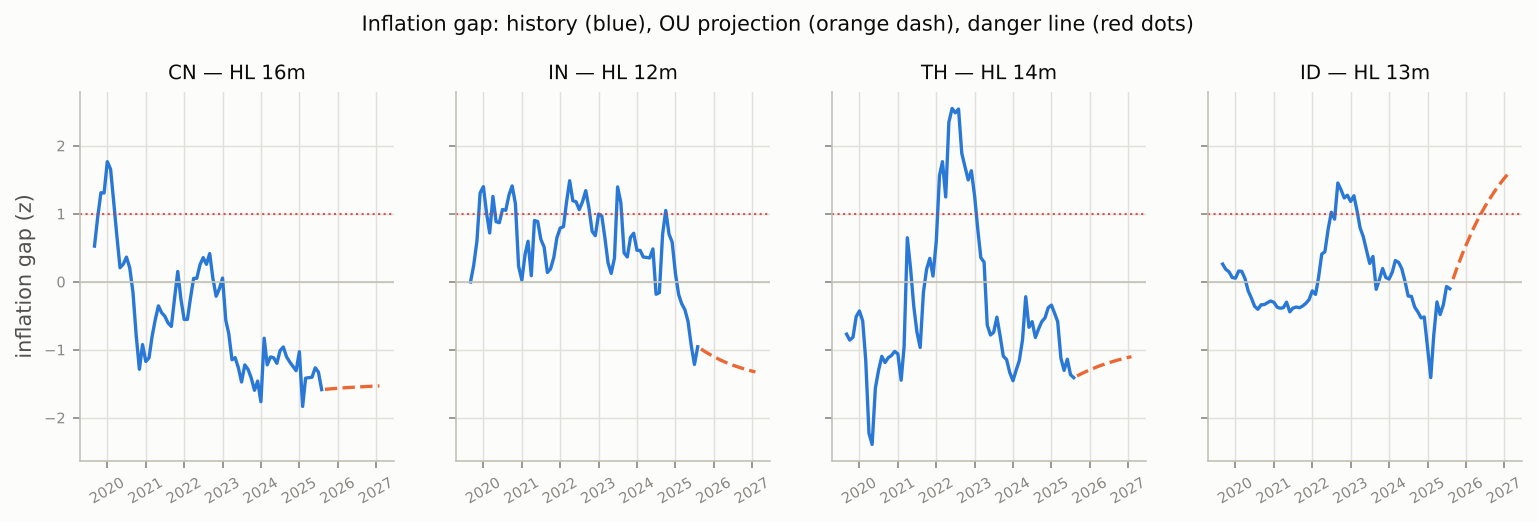 Inflation gap: history (blue), OU projection (orange dash), danger line (red dots)
CN — HL 16m
IN — HL 12m
TH — HL 14m
ID — HL 13m
inflation gap (z)
2
1
0
−1
−2
2020 2021 2022 2023 2024 2025 2026 2027
2020 2021 2022 2023 2024 2025 2026 2027
2020 2021 2022 2023 2024 2025 2026 2027
2020 2021 2022 2023 2024 2025 2026 2027